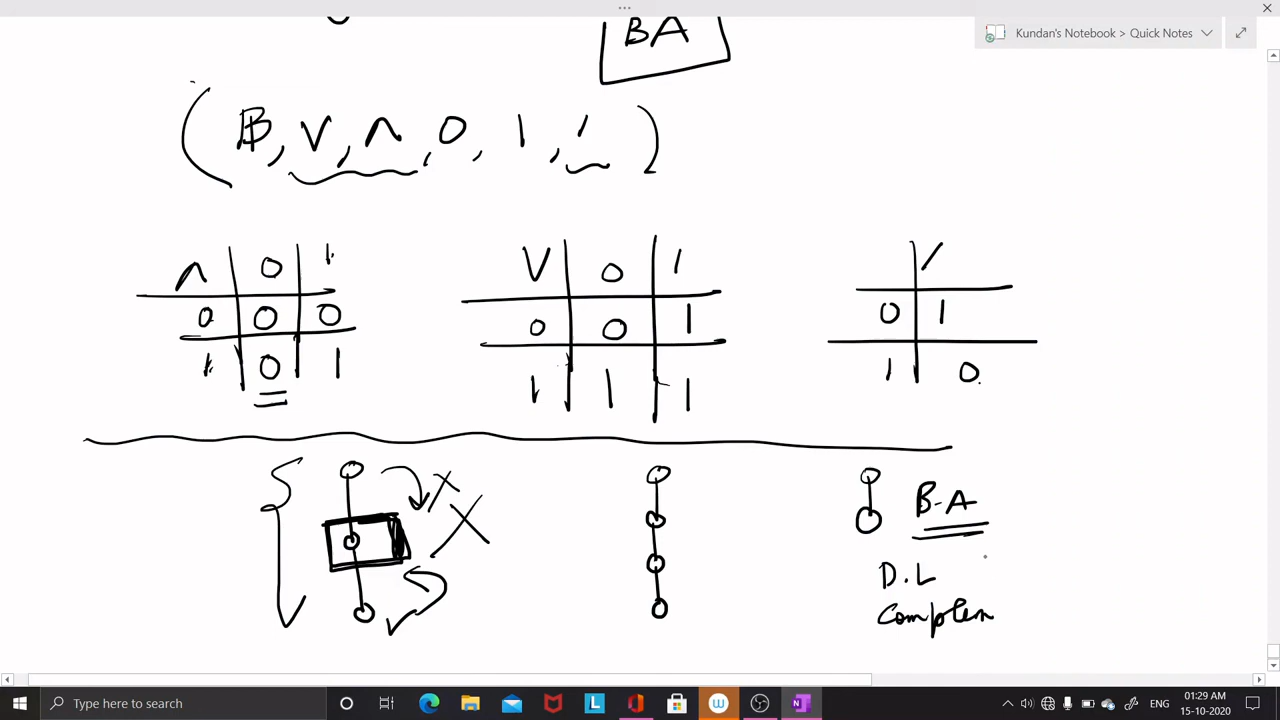 Kundan's Notebook > Quick Notes
BA
(B, ∨, ∧, 0, 1, ′)
∧ 0 1
0 0 0
1 0 1
∨ 0 1
0 0 1
1 1 1
′
0 1
1 0
B-A
D.L
Complem
Type here to search
L
W
N
ENG
01:29 AM
15-10-2020